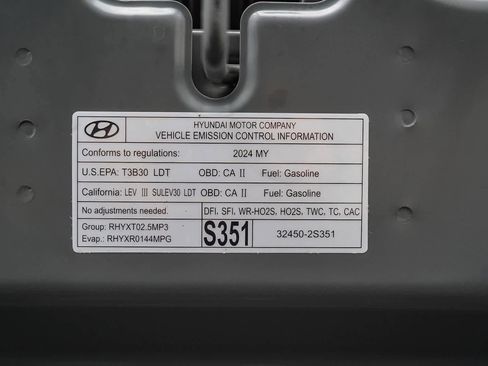 HYUNDAI MOTOR COMPANY
VEHICLE EMISSION CONTROL INFORMATION
Conforms to regulations: 2024 MY
U.S.EPA: T3B30 LDT OBD: CA II Fuel: Gasoline
California: LEV III SULEV30 LDT OBD: CA II Fuel: Gasoline
No adjustments needed. DFI, SFI, WR-HO2S, HO2S, TWC, TC, CAC
Group: RHYXT02.5MP3
Evap.: RHYXR0144MPG
S351 32450-2S351